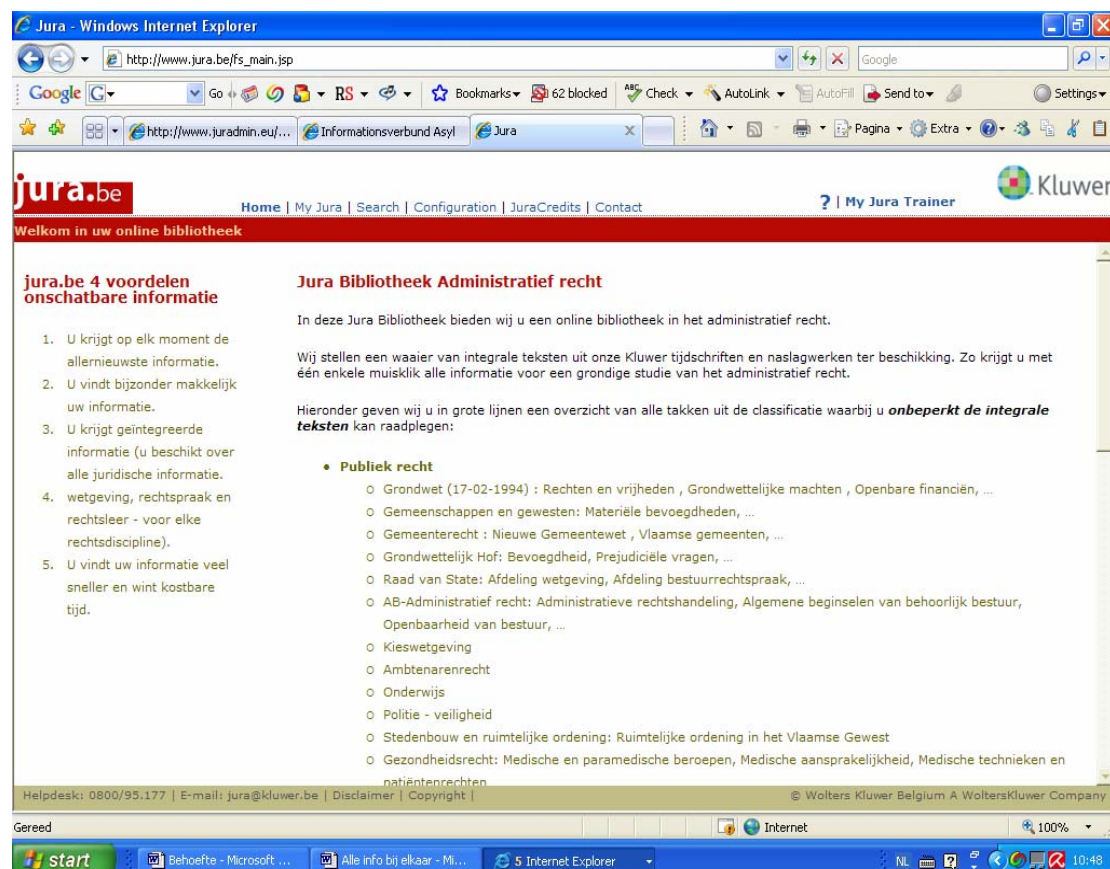 Jura - Windows Internet Explorer
http://www.jura.be/fs_main.jsp
Google
Google G Go RS Bookmarks 62 blocked Check AutoLink AutoFill Send to Settings
http://www.juradmin.eu/... Informationsverbund Asyl Jura X Pagina Extra
jura.be
Kluwer
Home | My Jura | Search | Configuration | JuraCredits | Contact
? | My Jura Trainer
Welkom in uw online bibliotheek
jura.be 4 voordelen
onschatbare informatie
1. U krijgt op elk moment de
allernieuwste informatie.
2. U vindt bijzonder makkelijk
uw informatie.
3. U krijgt geïntegreerde
informatie (u beschikt over
alle juridische informatie.
4. wetgeving, rechtspraak en
rechtsleer - voor elke
rechtsdiscipline).
5. U vindt uw informatie veel
sneller en wint kostbare
tijd.
Jura Bibliotheek Administratief recht
In deze Jura Bibliotheek bieden wij u een online bibliotheek in het administratief recht.
Wij stellen een waaier van integrale teksten uit onze Kluwer tijdschriften en naslagwerken ter beschikking. Zo krijgt u met
één enkele muisklik alle informatie voor een grondige studie van het administratief recht.
Hieronder geven wij u in grote lijnen een overzicht van alle takken uit de classificatie waarbij u onbeperkt de integrale
teksten kan raadplegen:
• Publiek recht
o Grondwet (17-02-1994) : Rechten en vrijheden , Grondwettelijke machten , Openbare financiën, ...
o Gemeenschappen en gewesten: Materiële bevoegdheden, ...
o Gemeenterecht : Nieuwe Gemeentewet , Vlaamse gemeenten, ...
o Grondwettelijk Hof: Bevoegdheid, Prejudiciële vragen, ...
o Raad van State: Afdeling wetgeving, Afdeling bestuurrechtspraak, ...
o AB-Administratief recht: Administratieve rechtshandeling, Algemene beginselen van behoorlijk bestuur,
Openbaarheid van bestuur, ...
o Kieswetgeving
o Ambtenarenrecht
o Onderwijs
o Politie - veiligheid
o Stedenbouw en ruimtelijke ordening: Ruimtelijke ordening in het Vlaamse Gewest
o Gezondheidsrecht: Medische en paramedische beroepen, Medische aansprakelijkheid, Medische technieken en
patiëntenrechten
Helpdesk: 0800/95.177 | E-mail: jura@kluwer.be | Disclaimer | Copyright |
© Wolters Kluwer Belgium A WoltersKluwer Company
Gereed Internet 100%
start Behoefte - Microsoft ... Alle info bij elkaar - Mi... 5 Internet Explorer NL 10:48